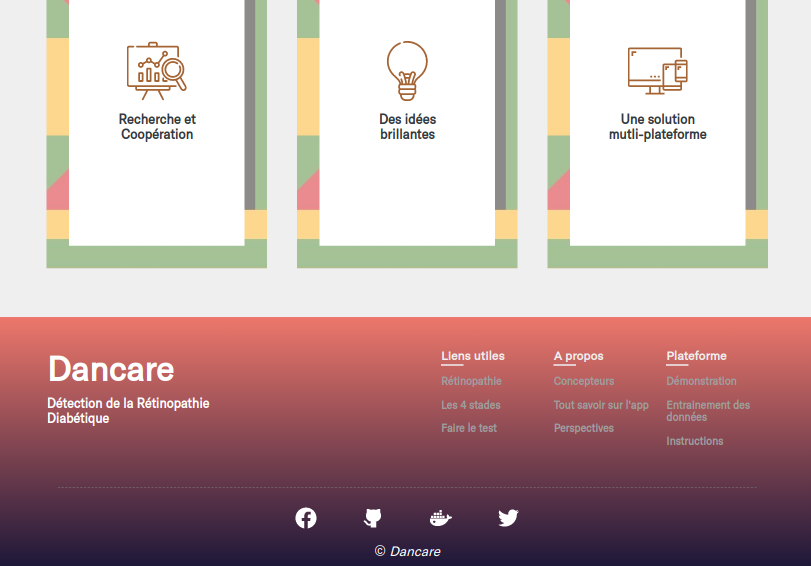 Recherche et
Coopération
Des idées
brillantes
Une solution
mutli-plateforme
Dancare
Détection de la Rétinopathie
Diabétique
Liens utiles
Rétinopathie
Les 4 stades
Faire le test
A propos
Concepteurs
Tout savoir sur l'app
Perspectives
Plateforme
Démonstration
Entrainement des
données
Instructions
© Dancare